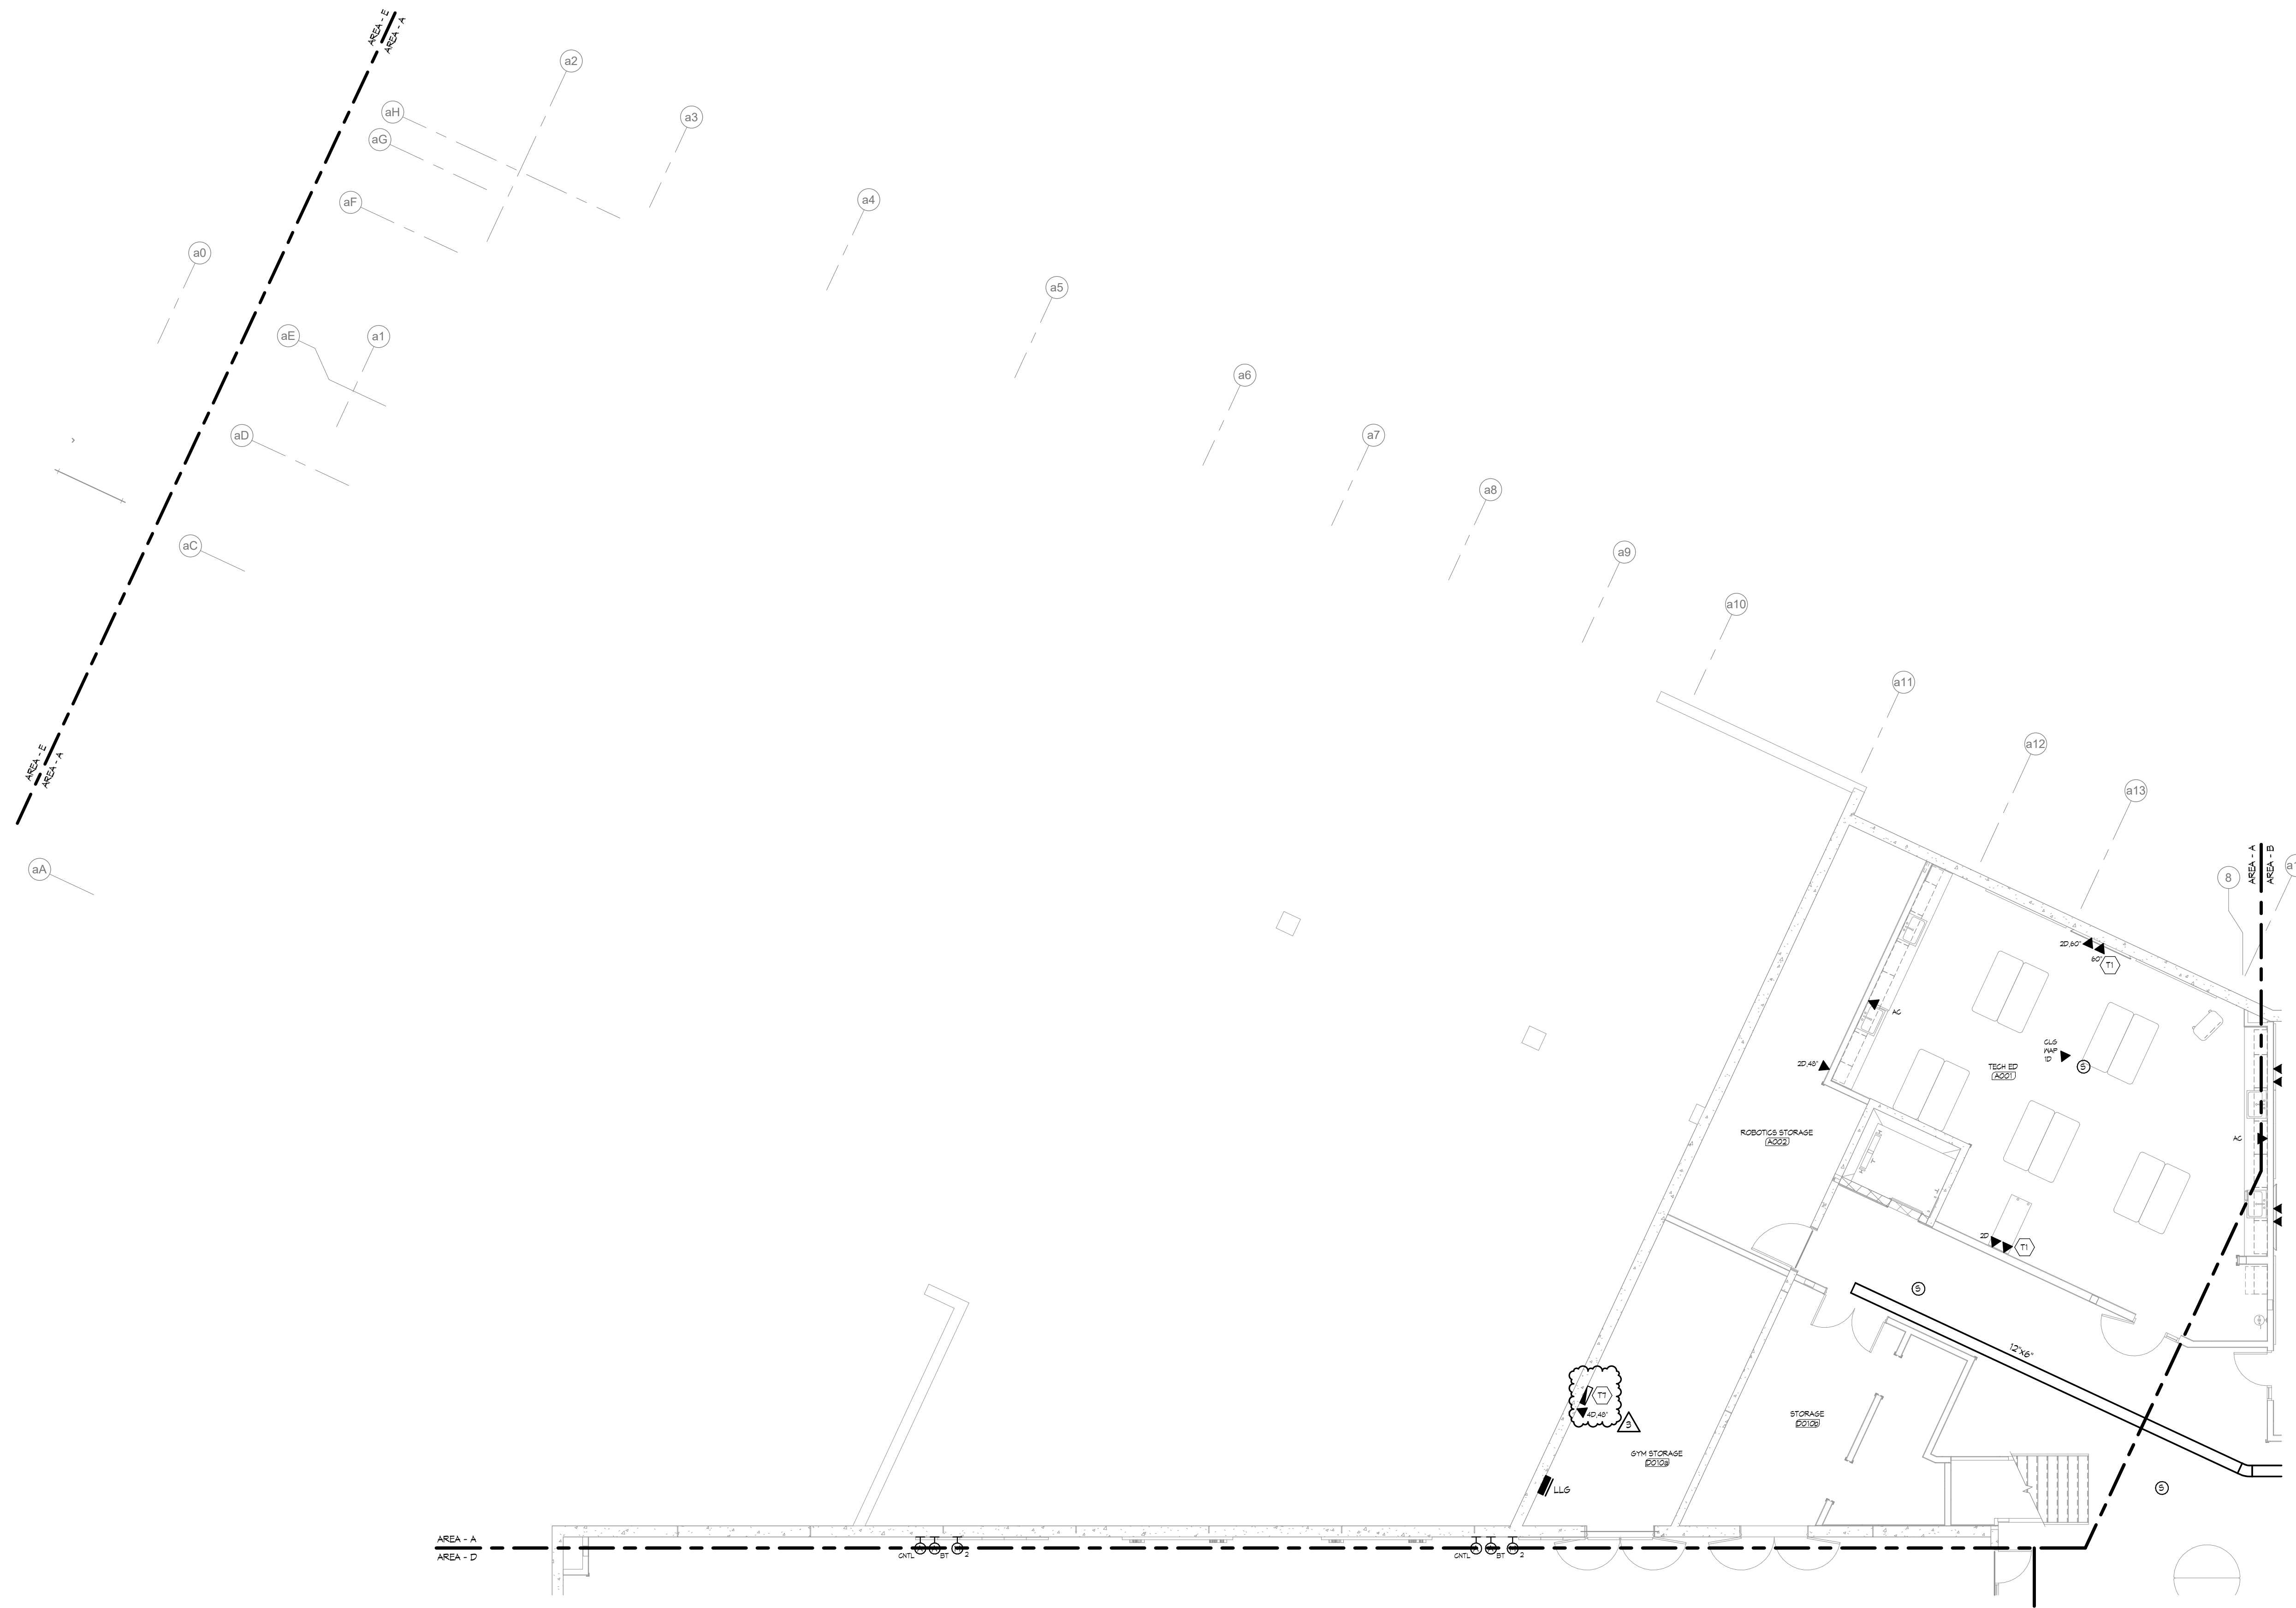 AREA - E
AREA - A
a2
aH
a3
aG
aF
a4
a0
a5
aE
a1
a6
aD
a7
a8
aC
a9
a10
a11
AREA - E
AREA - A
a12
a13
AREA - A
AREA - B
aA
8
2D,60"
60"
T1
AC
CLG
WAP
1D
S
2D,48"
TECH ED
A001
ROBOTICS STORAGE
A002
AC
2D
T1
S
12"x6"
T7
4D,48"
3
STORAGE
D010b
GYM STORAGE
D010a
LLG
S
AREA - A
AREA - D
CNTL
BT
2
CNTL
BT
2